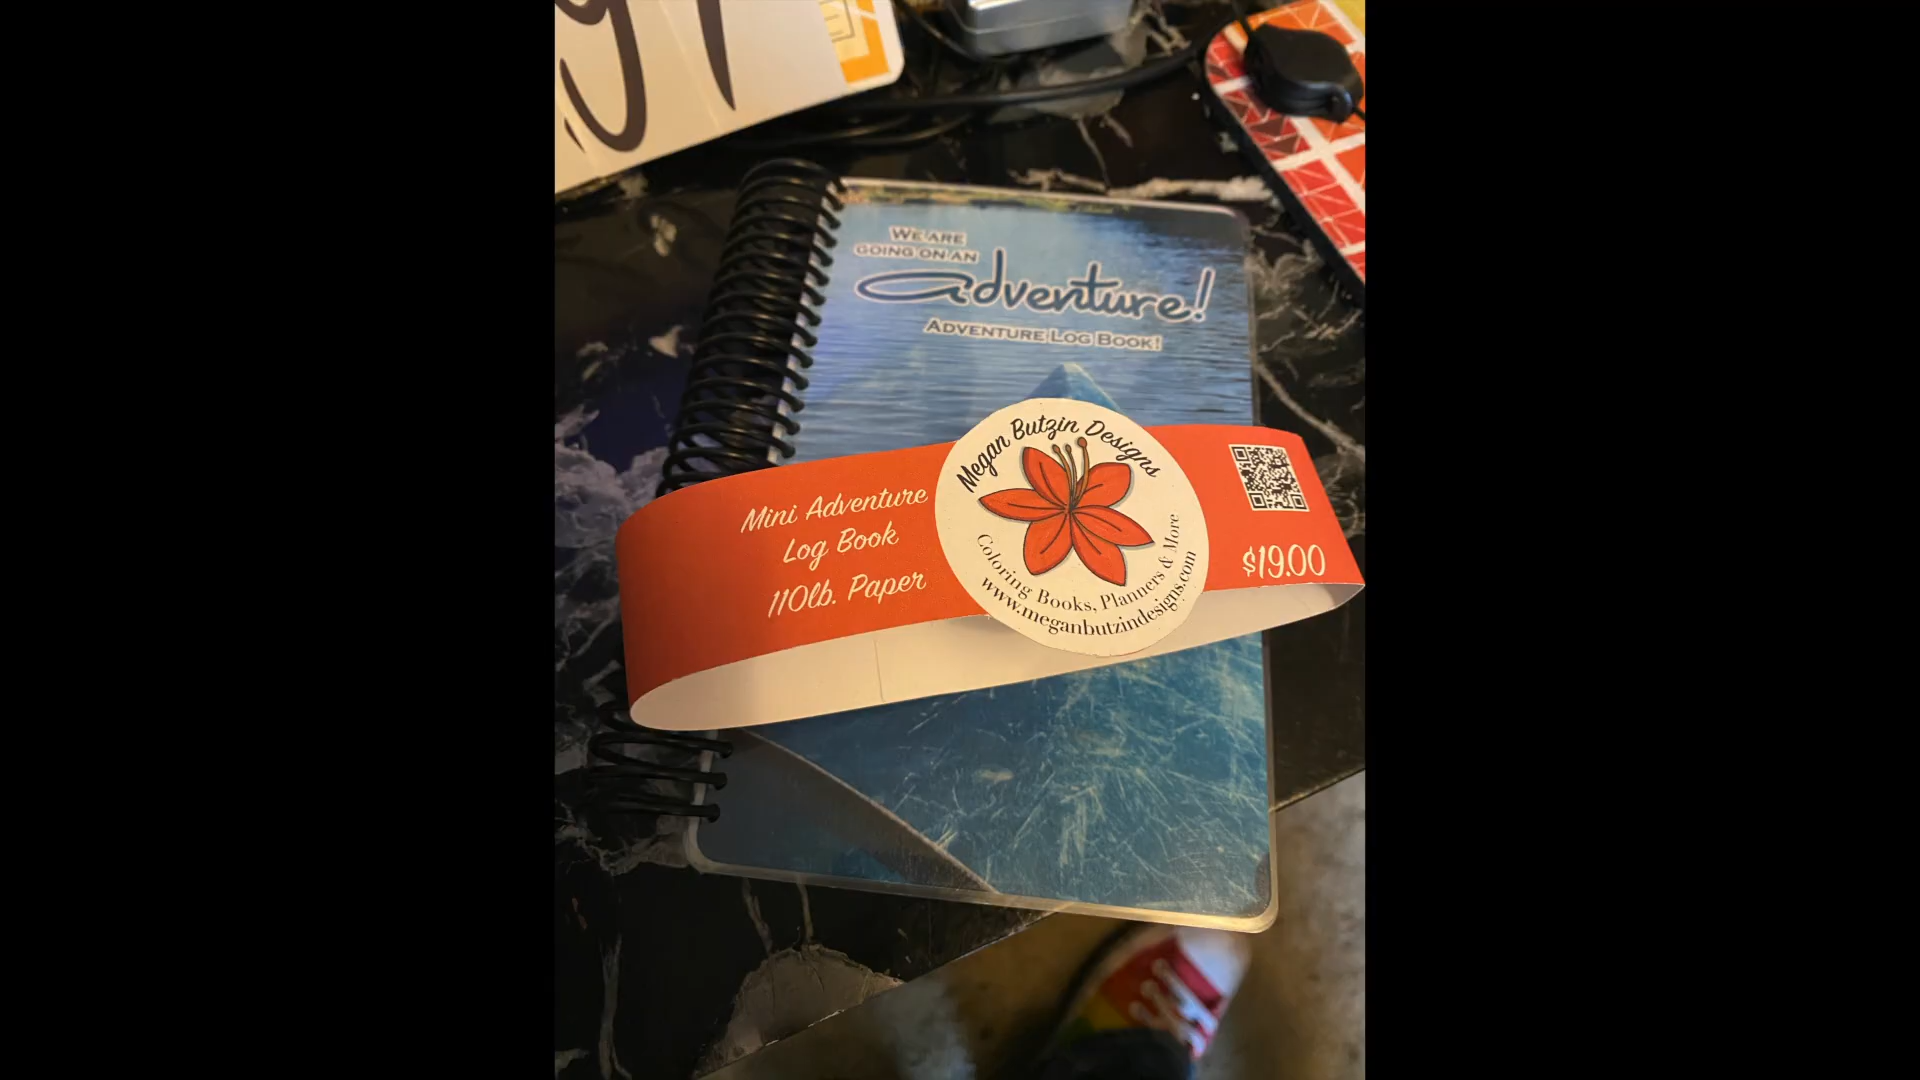 WE ARE
GOING ON AN
adventure!
ADVENTURE LOG BOOK!
Mini Adventure
Log Book
110lb. Paper
Megan Butzin Designs
Coloring Books, Planners & More
www.meganbutzindesigns.com
$19.00